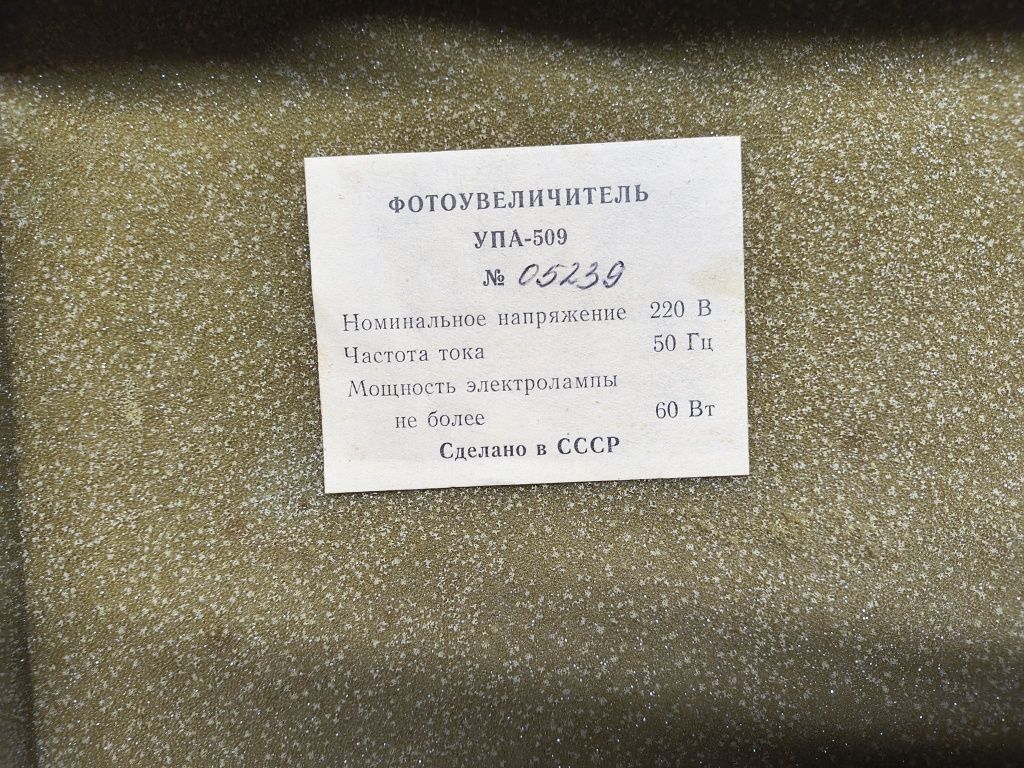 ФОТОУВЕЛИЧИТЕЛЬ
УПА-509
№ 05239
Номинальное напряжение 220 В
Частота тока 50 Гц
Мощность электролампы
не более 60 Вт
Сделано в СССР